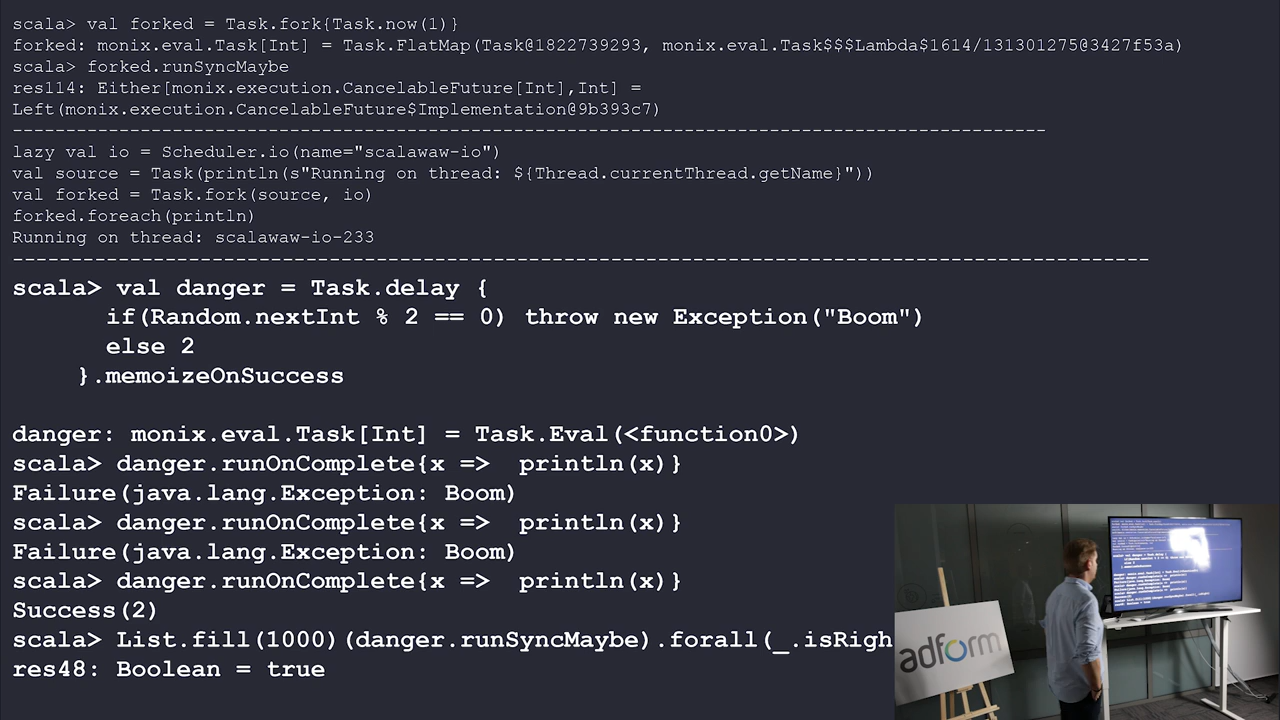 scala> val forked = Task.fork{Task.now(1)}
forked: monix.eval.Task[Int] = Task.FlatMap(Task@1822739293, monix.eval.Task$$$Lambda$1614/131301275@3427f53a)
scala> forked.runSyncMaybe
res114: Either[monix.execution.CancelableFuture[Int],Int] =
Left(monix.execution.CancelableFuture$Implementation@9b393c7)
lazy val io = Scheduler.io(name="scalawaw-io")
val source = Task(println(s"Running on thread: ${Thread.currentThread.getName}"))
val forked = Task.fork(source, io)
forked.foreach(println)
Running on thread: scalawaw-io-233
scala> val danger = Task.delay {
if(Random.nextInt % 2 == 0) throw new Exception("Boom")
else 2
}.memoizeOnSuccess
danger: monix.eval.Task[Int] = Task.Eval(<function0>)
scala> danger.runOnComplete{x =>  println(x)}
Failure(java.lang.Exception: Boom)
scala> danger.runOnComplete{x =>  println(x)}
Failure(java.lang.Exception: Boom)
scala> danger.runOnComplete{x =>  println(x)}
Success(2)
scala> List.fill(1000)(danger.runSyncMaybe).forall(_.isRigh
res48: Boolean = true
adform